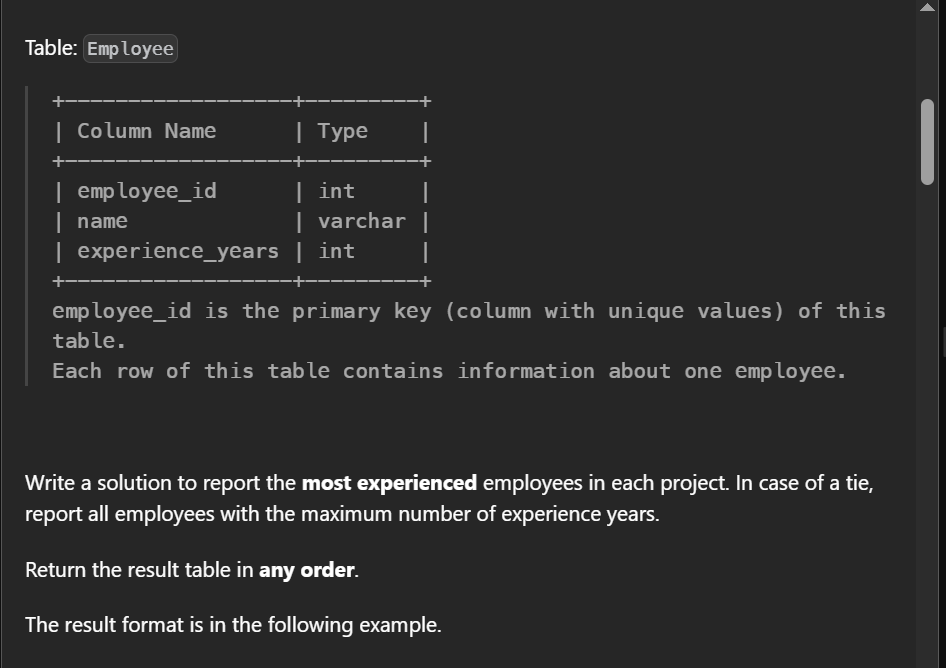 Table: Employee
+------------------+---------+
| Column Name      | Type    |
+------------------+---------+
| employee_id      | int     |
| name             | varchar |
| experience_years | int     |
+------------------+---------+
employee_id is the primary key (column with unique values) of this
table.
Each row of this table contains information about one employee.
Write a solution to report the most experienced employees in each project. In case of a tie,
report all employees with the maximum number of experience years.
Return the result table in any order.
The result format is in the following example.